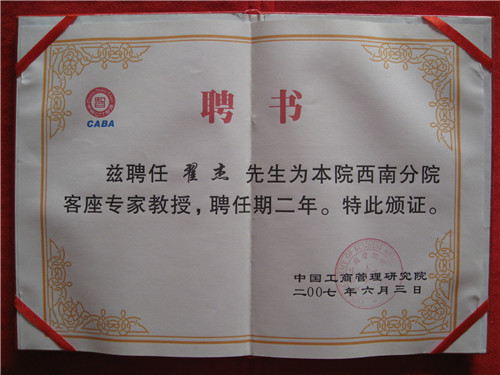 CABA
聘书
兹聘任 翟杰 先生为本院西南分院
客座专家教授，聘任期二年。特此颁证。
中国工商管理研究院
二00七年六月三日